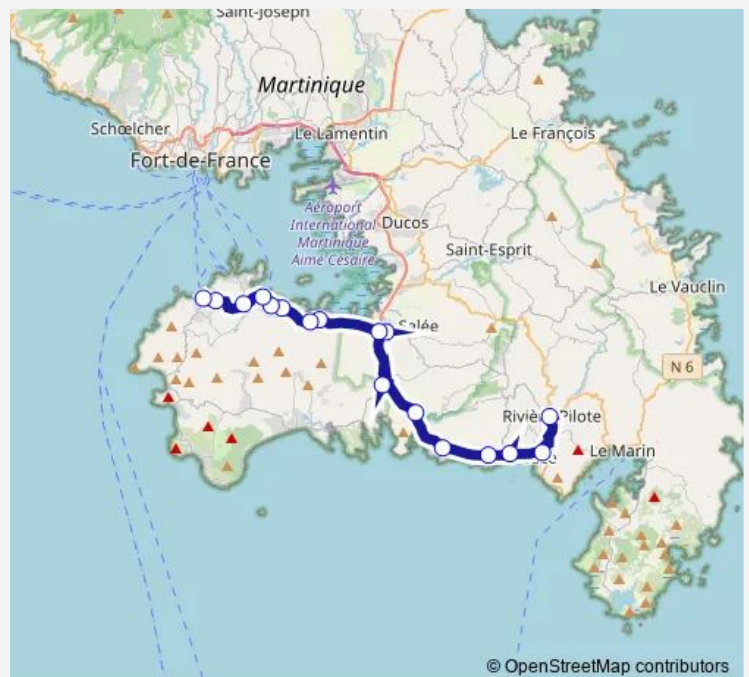 Saint-Joseph
Martinique
Schœlcher
Le Lamentin
Le François
Fort-de-France
Aéroport
International
Martinique
Aimé Césaire
Ducos
Saint-Esprit
Le Vauclin
Salée
N 6
Rivière Pilote
Le Marin
© OpenStreetMap contributors